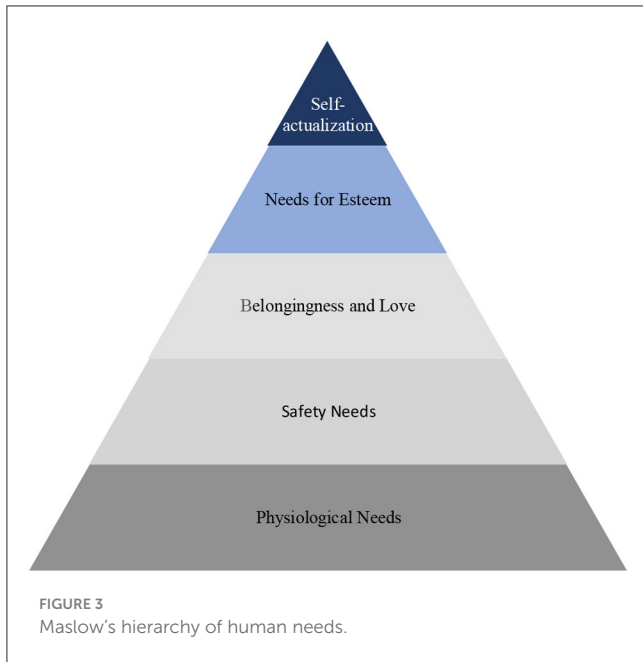 Self-
actualization
Needs for Esteem
Belongingness and Love
Safety Needs
Physiological Needs
FIGURE 3
Maslow's hierarchy of human needs.